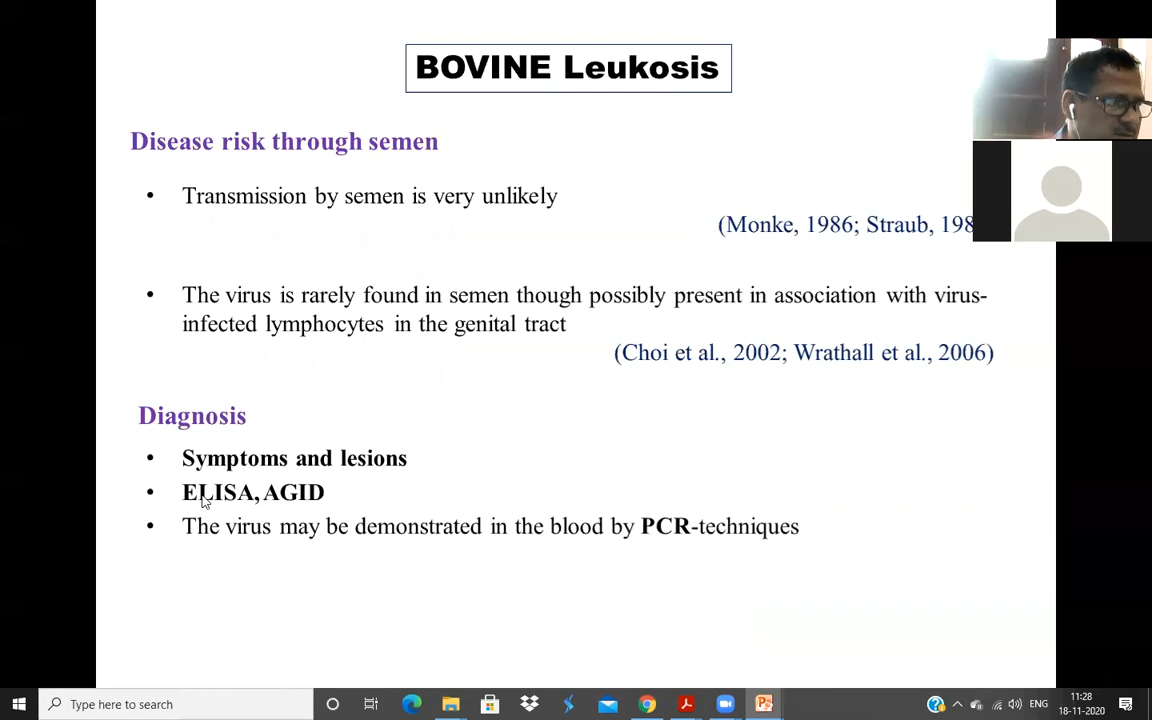 BOVINE Leukosis
Disease risk through semen
• Transmission by semen is very unlikely
(Monke, 1986; Straub,
• The virus is rarely found in semen though possibly present in association with virus-
infected lymphocytes in the genital tract
(Choi et al., 2002; Wrathall et al., 2006)
Diagnosis
• Symptoms and lesions
• ELISA, AGID
• The virus may be demonstrated in the blood by PCR-techniques
Type here to search
ENG
11:28
18-11-2020